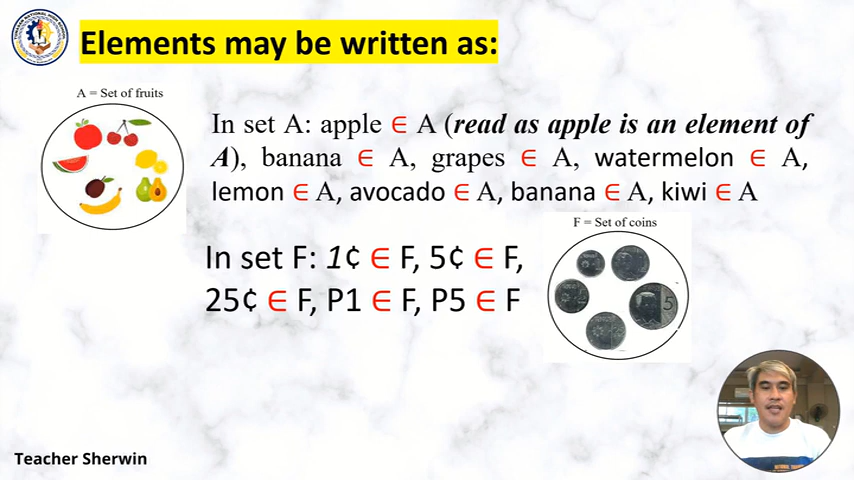 Elements may be written as:
A = Set of fruits
In set A: apple ∈ A (read as apple is an element of
A), banana ∈ A, grapes ∈ A, watermelon ∈ A,
lemon ∈ A, avocado ∈ A, banana ∈ A, kiwi ∈ A
F = Set of coins
In set F: 1¢ ∈ F, 5¢ ∈ F,
25¢ ∈ F, P1 ∈ F, P5 ∈ F
5
Teacher Sherwin